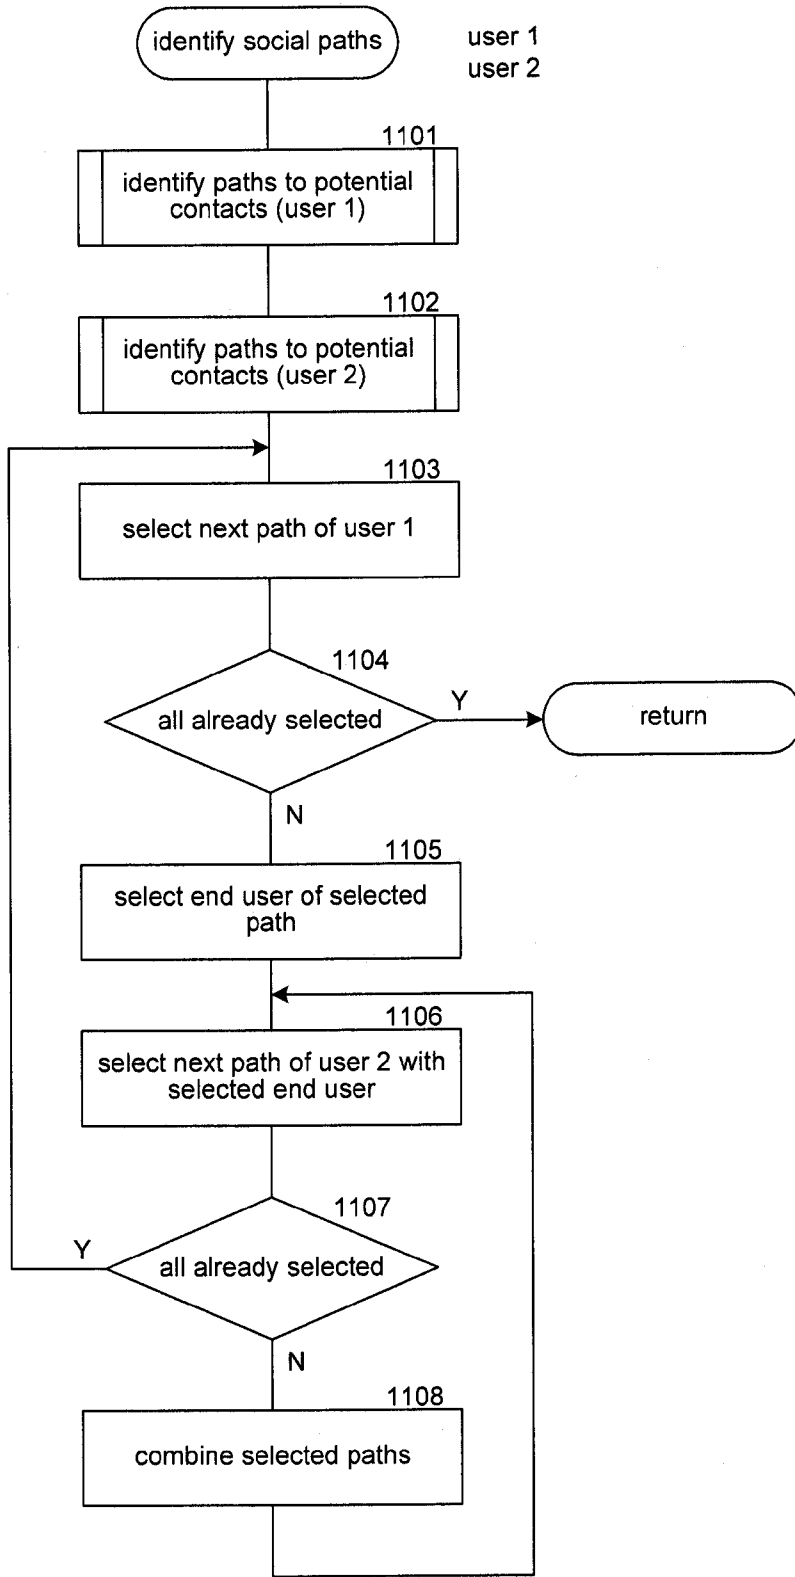 identify social paths
user 1
user 2
1101
identify paths to potential
contacts (user 1)
1102
identify paths to potential
contacts (user 2)
1103
select next path of user 1
1104
all already selected
Y
return
N
1105
select end user of selected
path
1106
select next path of user 2 with
selected end user
1107
Y
all already selected
N
1108
combine selected paths